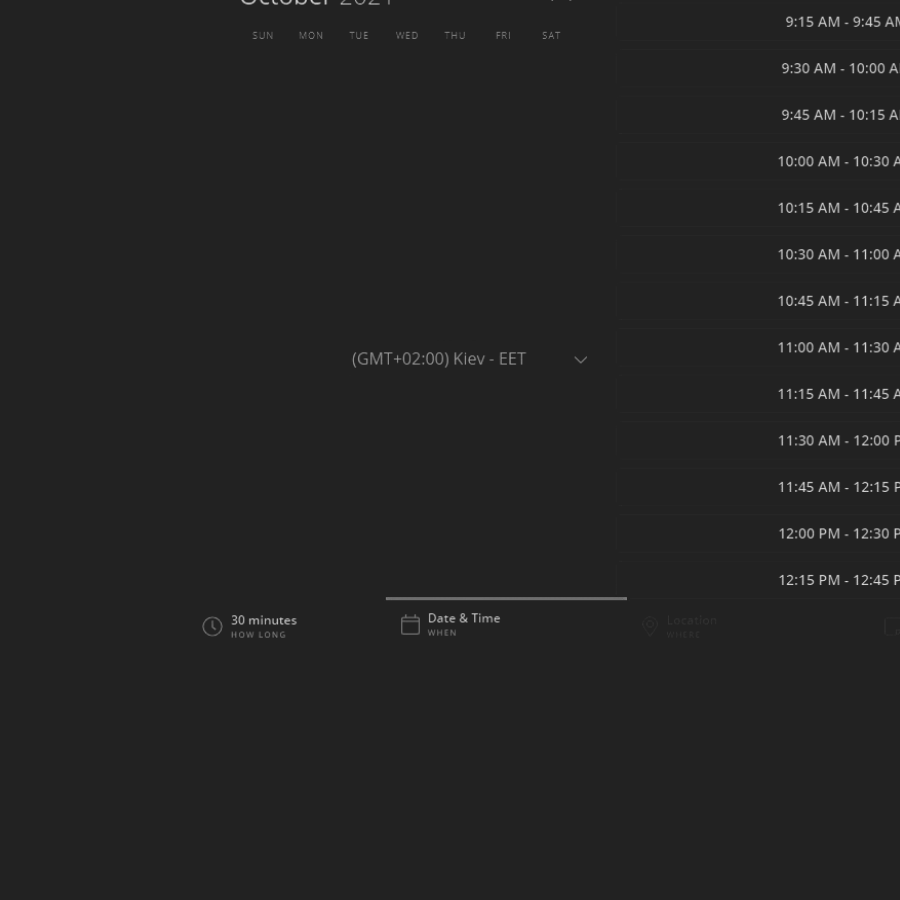 October 2021
SUN MON TUE WED THU FRI SAT
(GMT+02:00) Kiev - EET
9:15 AM - 9:45 AM
9:30 AM - 10:00 A
9:45 AM - 10:15 A
10:00 AM - 10:30 A
10:15 AM - 10:45 A
10:30 AM - 11:00 A
10:45 AM - 11:15 A
11:00 AM - 11:30 A
11:15 AM - 11:45 A
11:30 AM - 12:00 P
11:45 AM - 12:15 P
12:00 PM - 12:30 P
12:15 PM - 12:45 P
30 minutes
HOW LONG
Date & Time
WHEN
Location
WHERE